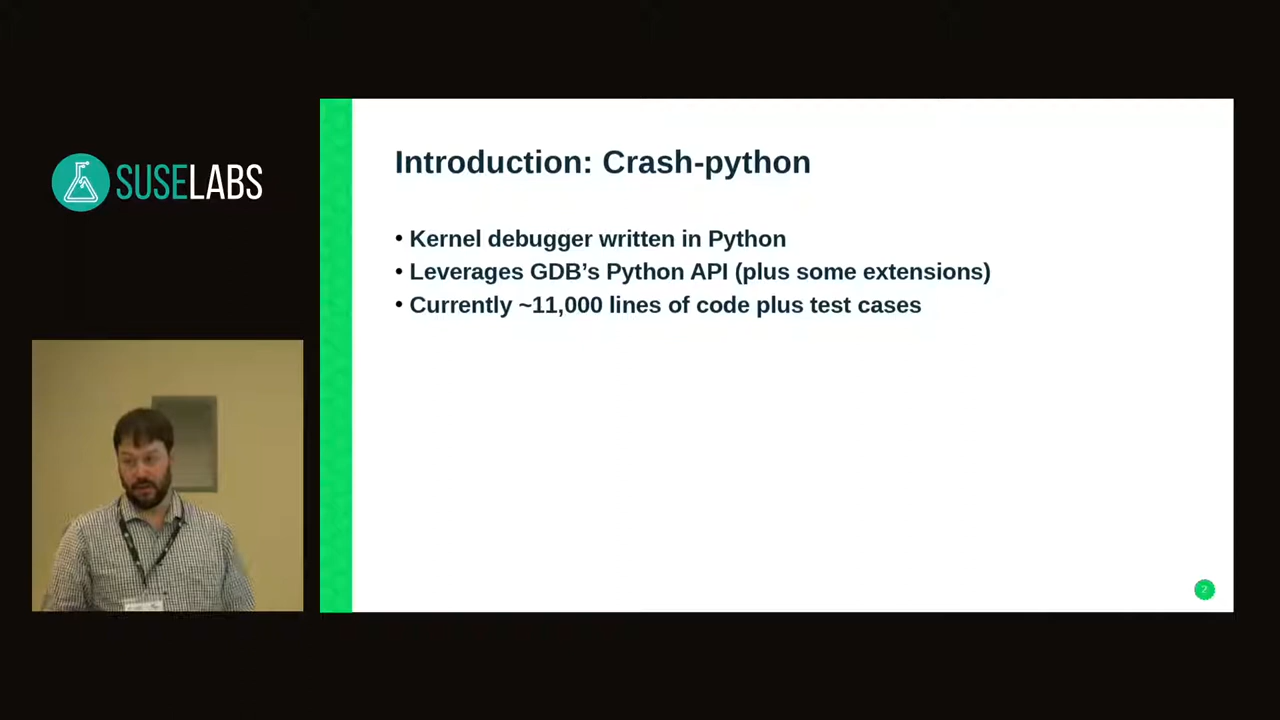 SUSELABS
Introduction: Crash-python
• Kernel debugger written in Python
• Leverages GDB’s Python API (plus some extensions)
• Currently ~11,000 lines of code plus test cases
2